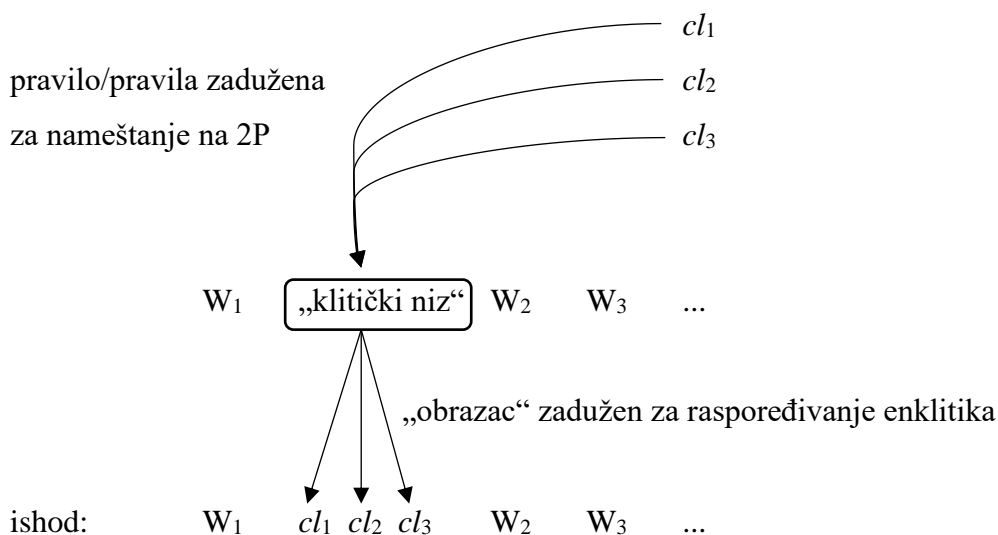 cl₁
pravilo/pravila zadužena
cl₂
za nameštanje na 2P
cl₃
W₁ „klitički niz“ W₂ W₃ ...
„obrazac“ zadužen za raspoređivanje enklitika
ishod: W₁ cl₁ cl₂ cl₃ W₂ W₃ ...